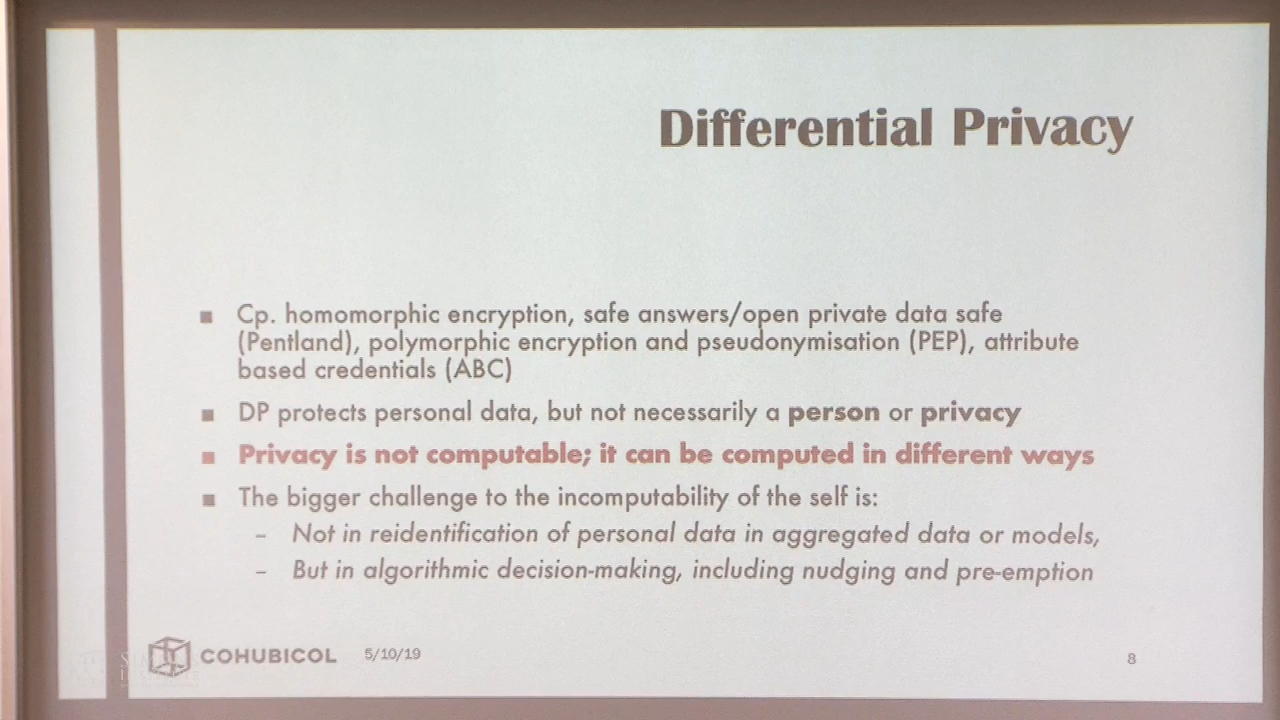 Differential Privacy
▪ Cp. homomorphic encryption, safe answers/open private data safe
(Pentland), polymorphic encryption and pseudonymisation (PEP), attribute
based credentials (ABC)
▪ DP protects personal data, but not necessarily a person or privacy
▪ Privacy is not computable; it can be computed in different ways
▪ The bigger challenge to the incomputability of the self is:
– Not in reidentification of personal data in aggregated data or models,
– But in algorithmic decision-making, including nudging and pre-emption
COHUBICOL 5/10/19 8